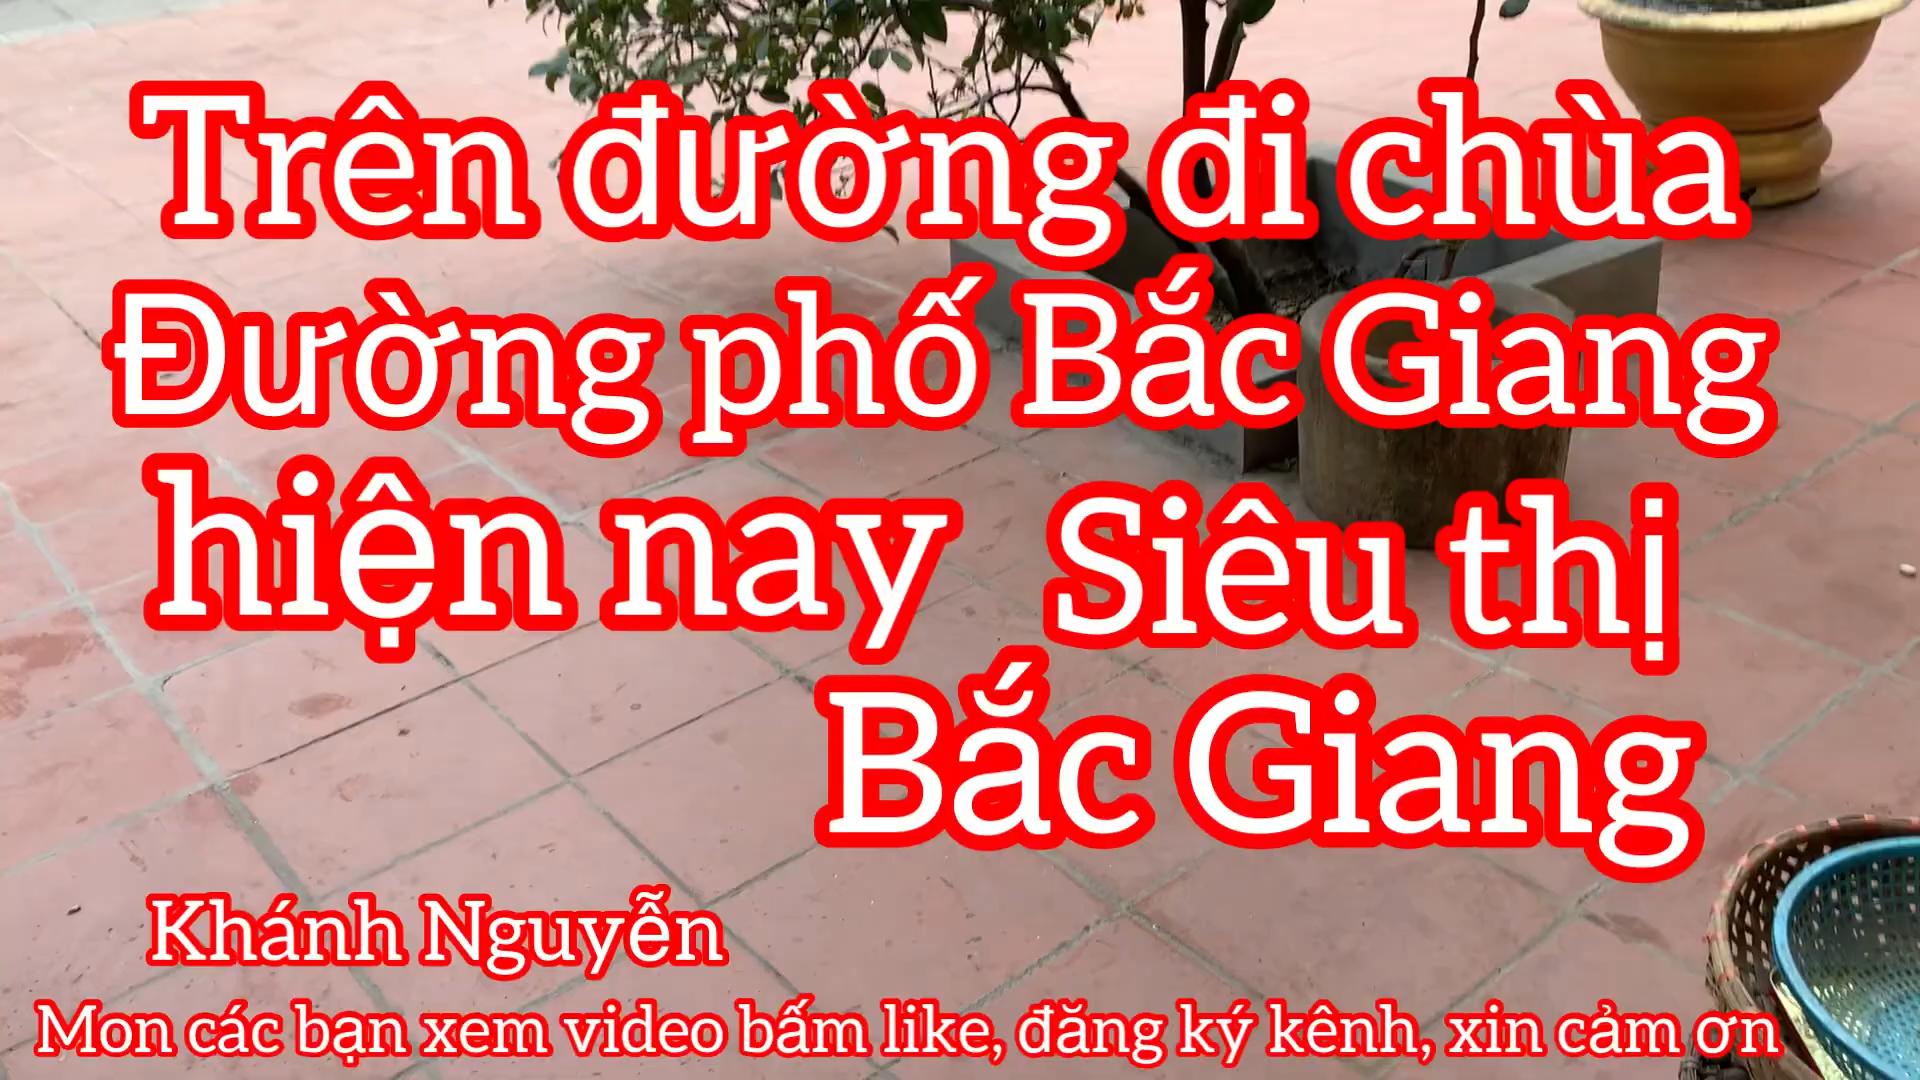 Trên đường đi chùa
Đường phố Bắc Giang
hiện nay Siêu thị
Bắc Giang
Khánh Nguyễn
Mon các bạn xem video bấm like, đăng ký kênh, xin cảm ơn